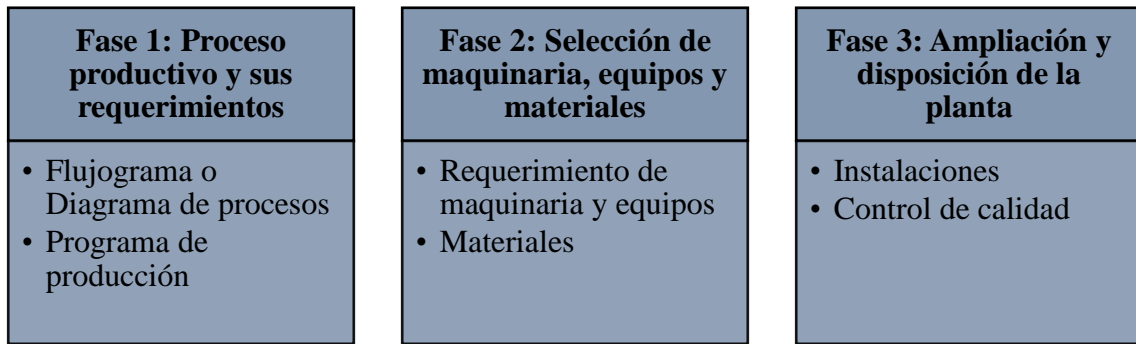 Fase 1: Proceso
productivo y sus
requerimientos
• Flujograma o
Diagrama de procesos
• Programa de
producción
Fase 2: Selección de
maquinaria, equipos y
materiales
• Requerimiento de
maquinaria y equipos
• Materiales
Fase 3: Ampliación y
disposición de la
planta
• Instalaciones
• Control de calidad